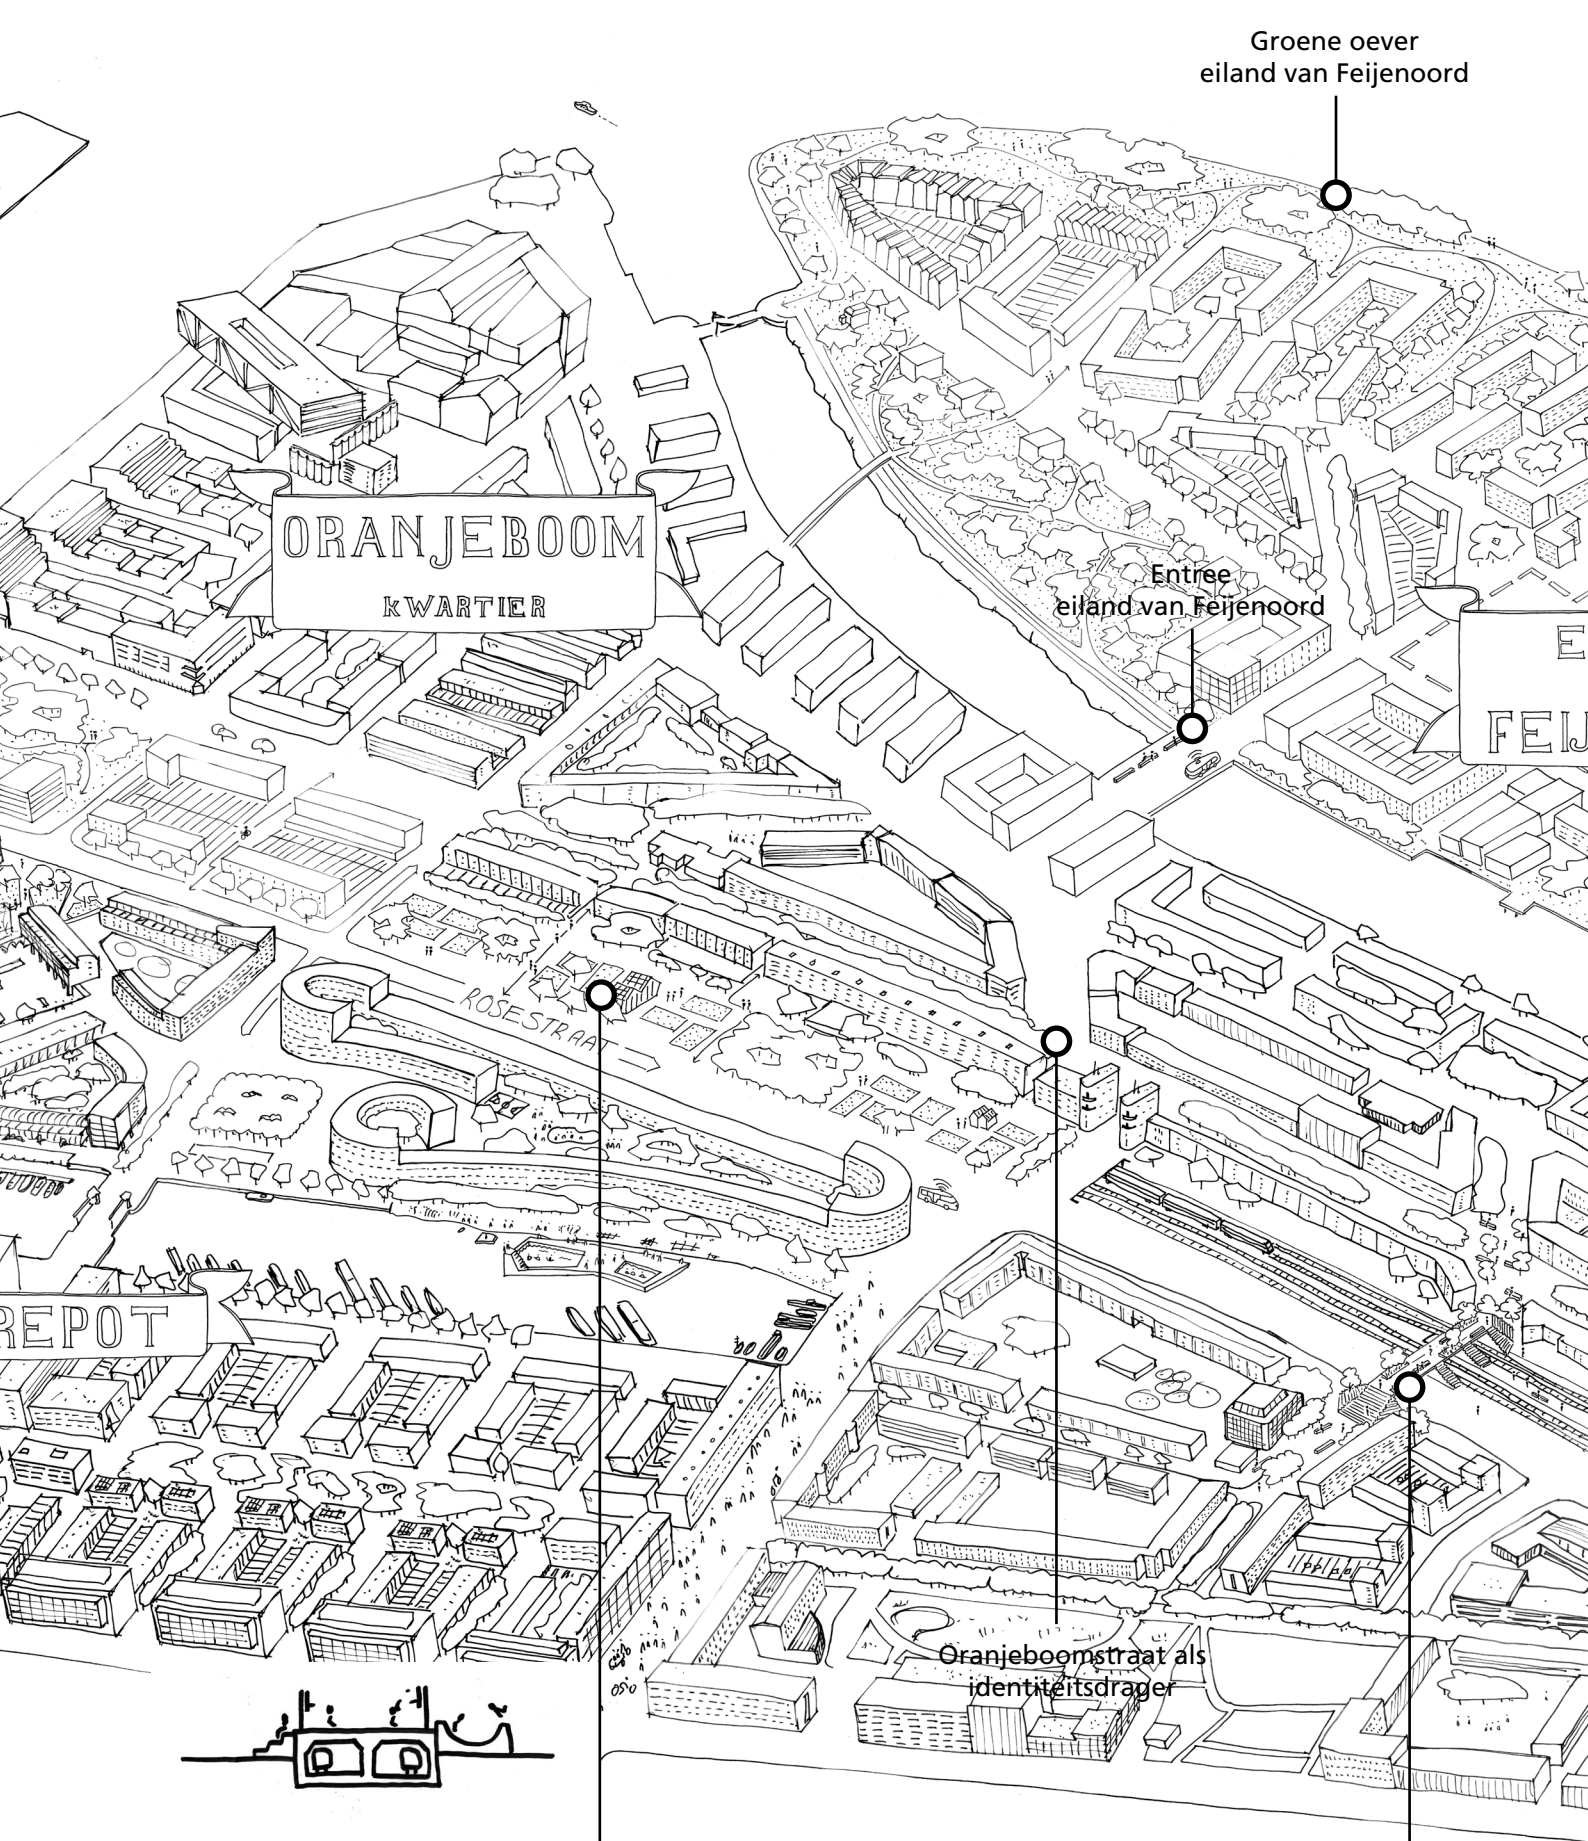 Groene oever
eiland van Feijenoord
ORANJEBOOM
KWARTIER
Entree
eiland van Feijenoord
E
FEIJ
ROSESTRAAT
REPOT
Oranjeboomstraat als
identiteitsdrager